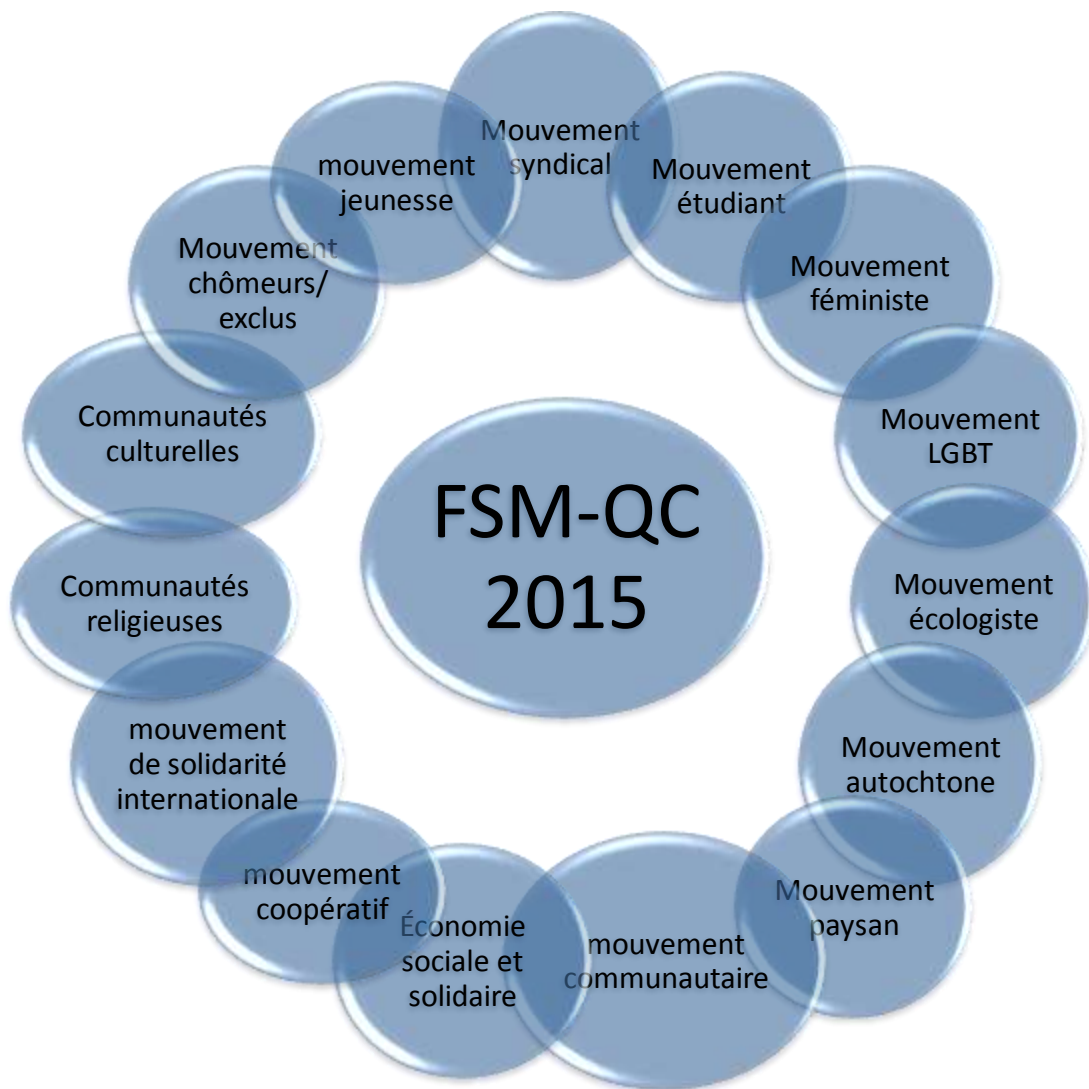 Mouvement
syndical
Mouvement
étudiant
Mouvement
féministe
Mouvement
LGBT
Mouvement
écologiste
Mouvement
autochtone
Mouvement
paysan
mouvement
communautaire
Économie
sociale et
solidaire
mouvement
coopératif
mouvement
de solidarité
internationale
Communautés
religieuses
Communautés
culturelles
Mouvement
chômeurs/
exclus
mouvement
jeunesse
FSM-QC
2015